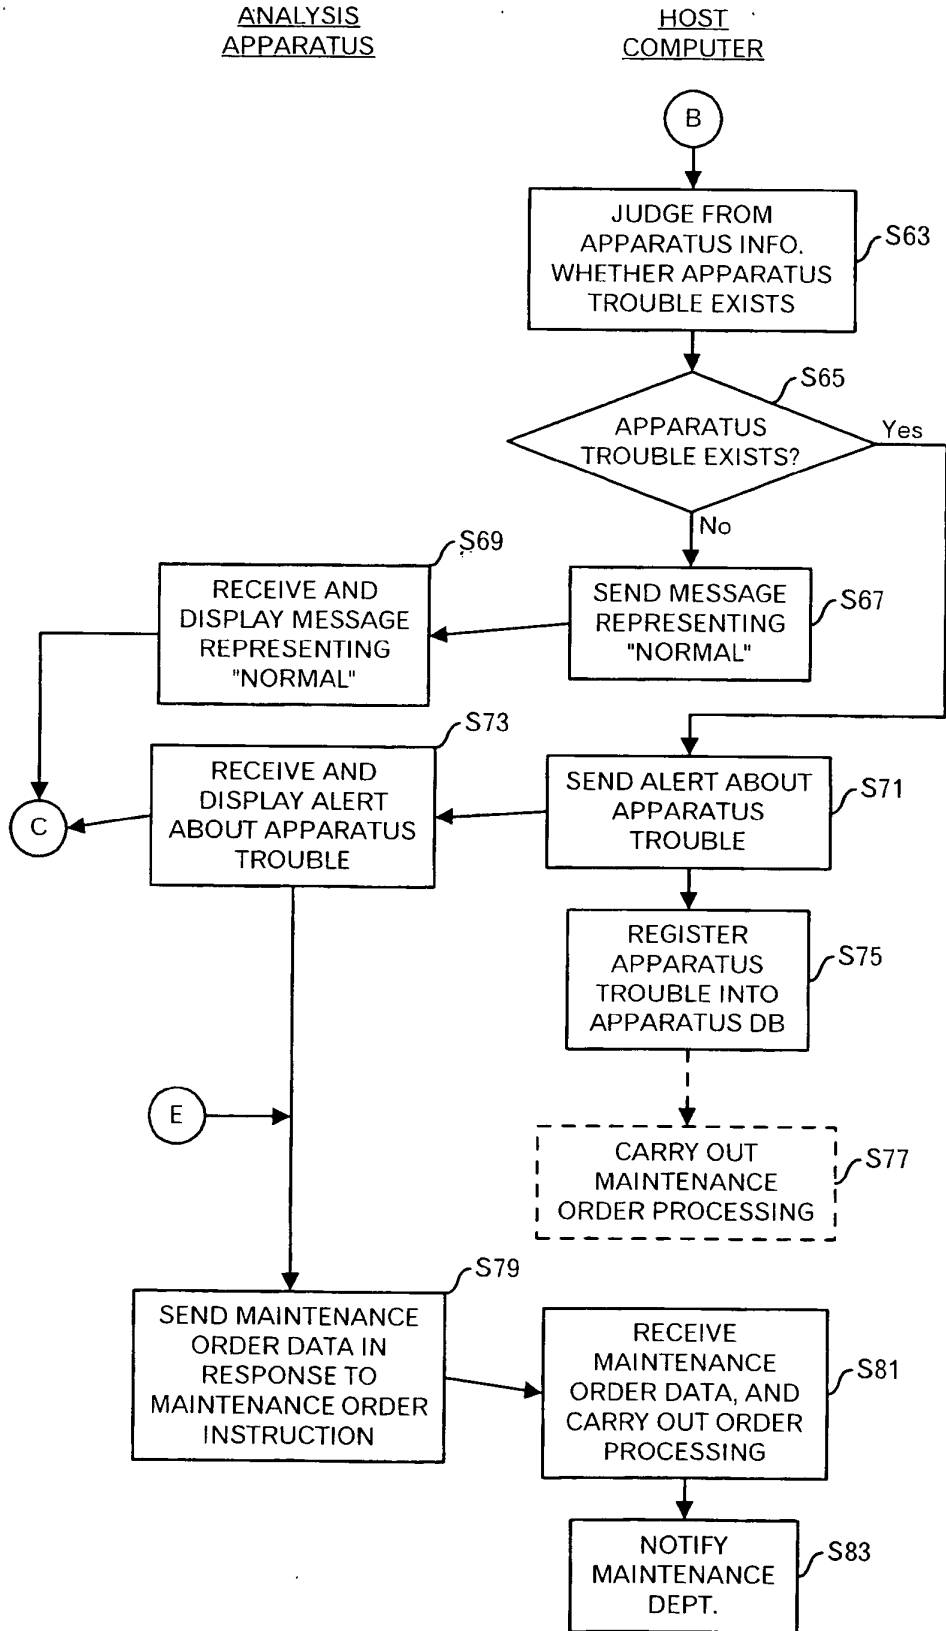 ANALYSIS
APPARATUS
HOST
COMPUTER
B
JUDGE FROM
APPARATUS INFO.
WHETHER APPARATUS
TROUBLE EXISTS
S63
S65
APPARATUS
TROUBLE EXISTS?
Yes
No
S69
RECEIVE AND
DISPLAY MESSAGE
REPRESENTING
"NORMAL"
SEND MESSAGE
REPRESENTING
"NORMAL"
S67
S73
RECEIVE AND
DISPLAY ALERT
ABOUT APPARATUS
TROUBLE
C
SEND ALERT ABOUT
APPARATUS
TROUBLE
S71
REGISTER
APPARATUS
TROUBLE INTO
APPARATUS DB
S75
E
CARRY OUT
MAINTENANCE
ORDER PROCESSING
S77
S79
SEND MAINTENANCE
ORDER DATA IN
RESPONSE TO
MAINTENANCE ORDER
INSTRUCTION
RECEIVE
MAINTENANCE
ORDER DATA, AND
CARRY OUT ORDER
PROCESSING
S81
NOTIFY
MAINTENANCE
DEPT.
S83